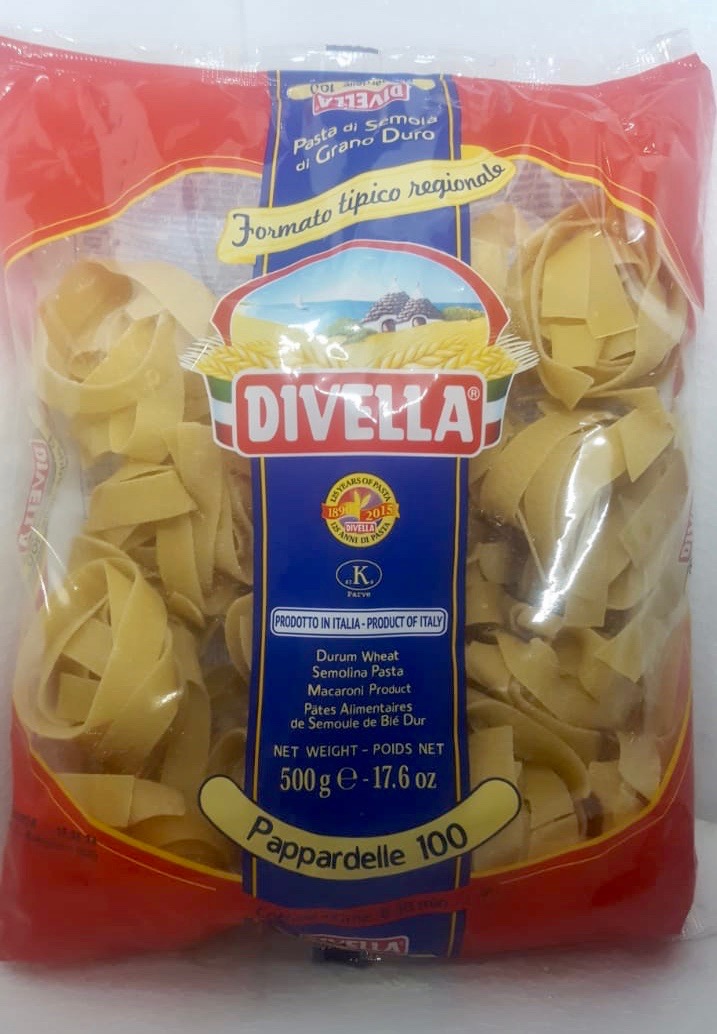 DIVELLA
Pasta di Semola
di Grano Duro
Formato tipico regionale
DIVELLA®
125 YEARS OF PASTA
2015
DIVELLA
125 ANNI DI PASTA
K
Parve
PRODOTTO IN ITALIA - PRODUCT OF ITALY
Durum Wheat
Semolina Pasta
Macaroni Product
Pâtes Alimentaires
de Semoule de Blé Dur
NET WEIGHT - POIDS NET
500 g ℮ - 17.6 oz
Pappardelle 100
DIVELLA
DIVELLA